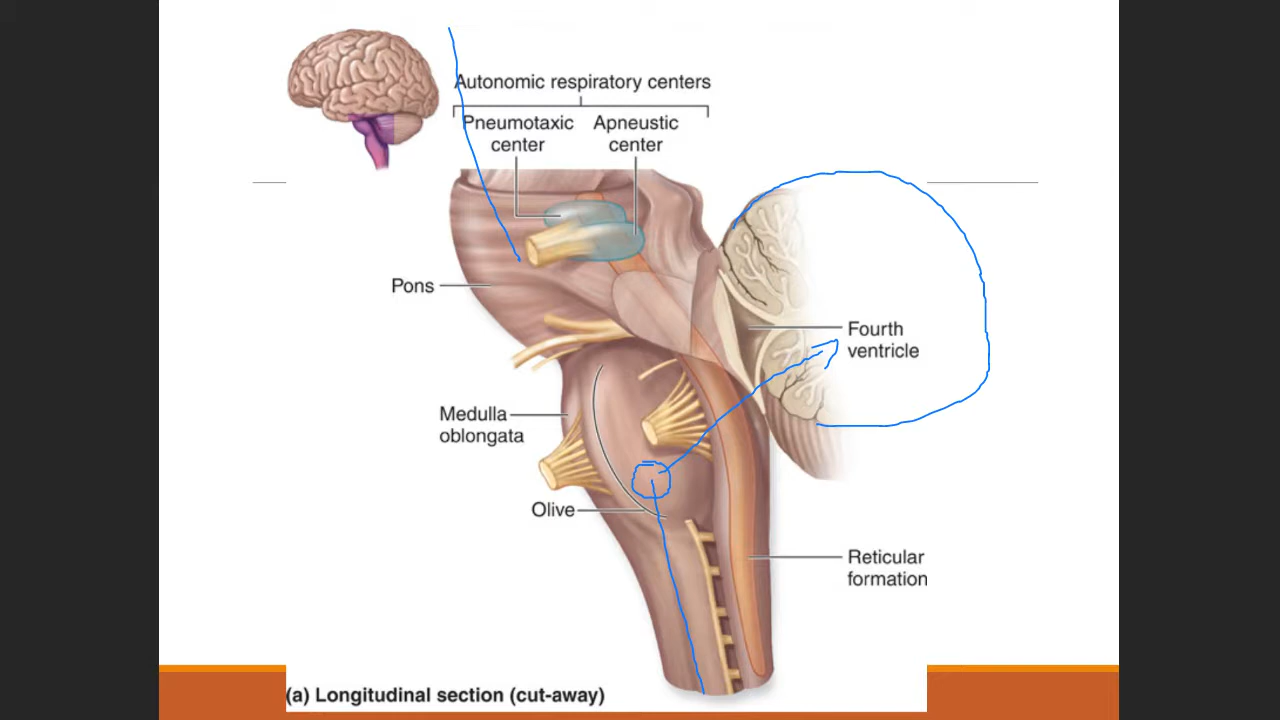 Autonomic respiratory centers
Pneumotaxic
center
Apneustic
center
Pons
Fourth
ventricle
Medulla
oblongata
Olive
Reticular
formation
(a) Longitudinal section (cut-away)